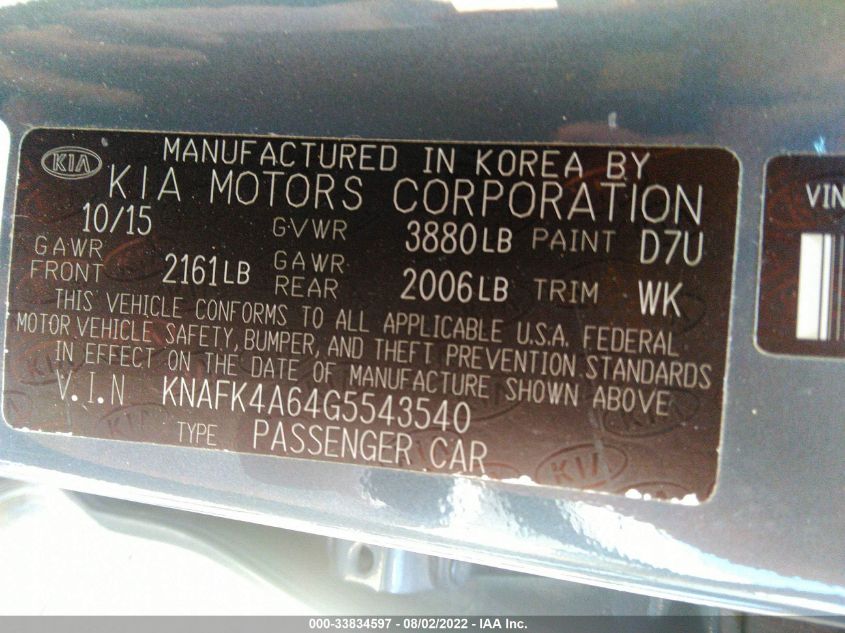 KIA
MANUFACTURED IN KOREA BY
KIA MOTORS CORPORATION
10/15 GVWR 3880LB PAINT D7U
GAWR FRONT 2161LB GAWR REAR 2006LB TRIM WK
THIS VEHICLE CONFORMS TO ALL APPLICABLE U.S.A. FEDERAL
MOTOR VEHICLE SAFETY, BUMPER, AND THEFT PREVENTION STANDARDS
IN EFFECT ON THE DATE OF MANUFACTURE SHOWN ABOVE
V.I.N KNAFK4A64G5543540
TYPE PASSENGER CAR
VIN
000-33834597 - 08/02/2022 - IAA Inc.